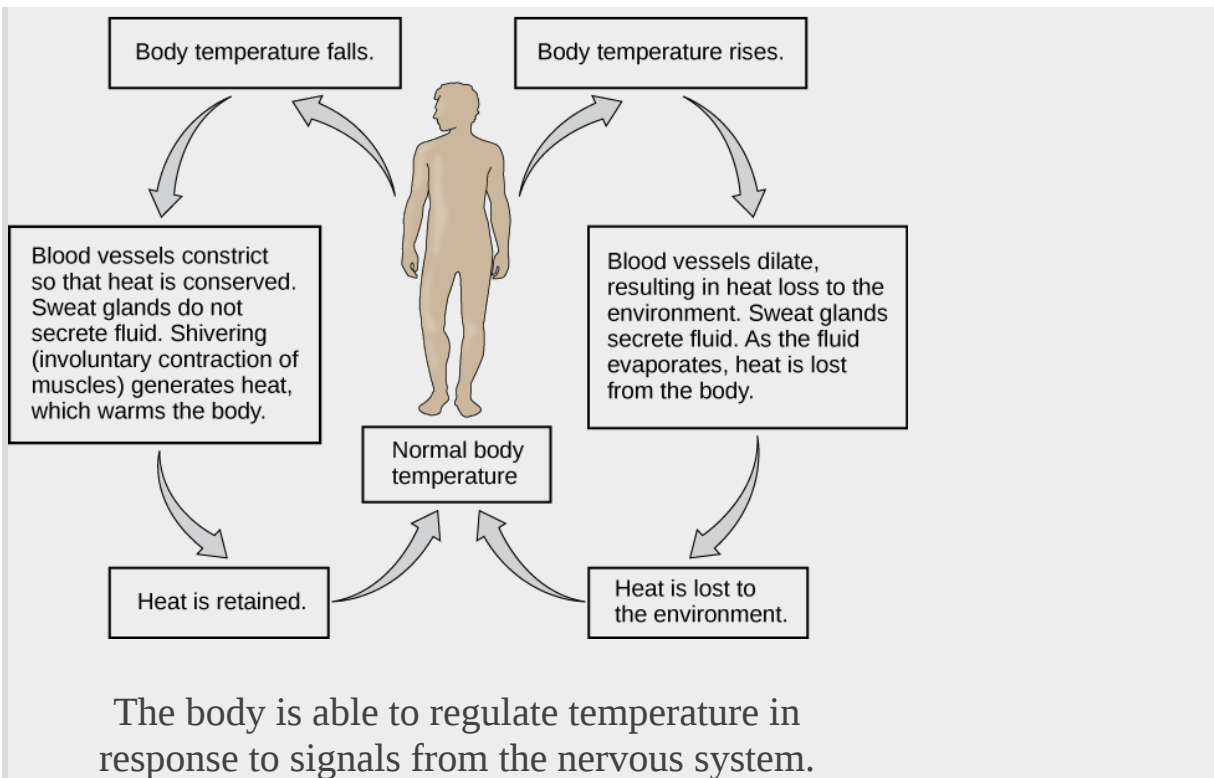 Body temperature falls.
Body temperature rises.
Blood vessels constrict
so that heat is conserved.
Sweat glands do not
secrete fluid. Shivering
(involuntary contraction of
muscles) generates heat,
which warms the body.
Blood vessels dilate,
resulting in heat loss to the
environment. Sweat glands
secrete fluid. As the fluid
evaporates, heat is lost
from the body.
Normal body
temperature
Heat is retained.
Heat is lost to
the environment.
The body is able to regulate temperature in
response to signals from the nervous system.